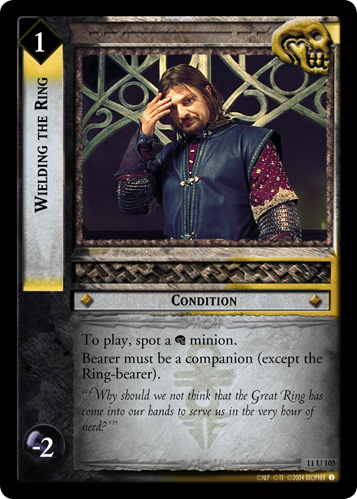 1
WIELDING THE RING
CONDITION
To play, spot a minion.
Bearer must be a companion (except the
Ring-bearer).
“‘Why should we not think that the Great Ring has
come into our hands to serve us in the very hour of
need?’”
-2
11 U 105
©NLP ©TE ©2004 DECIPHER 1